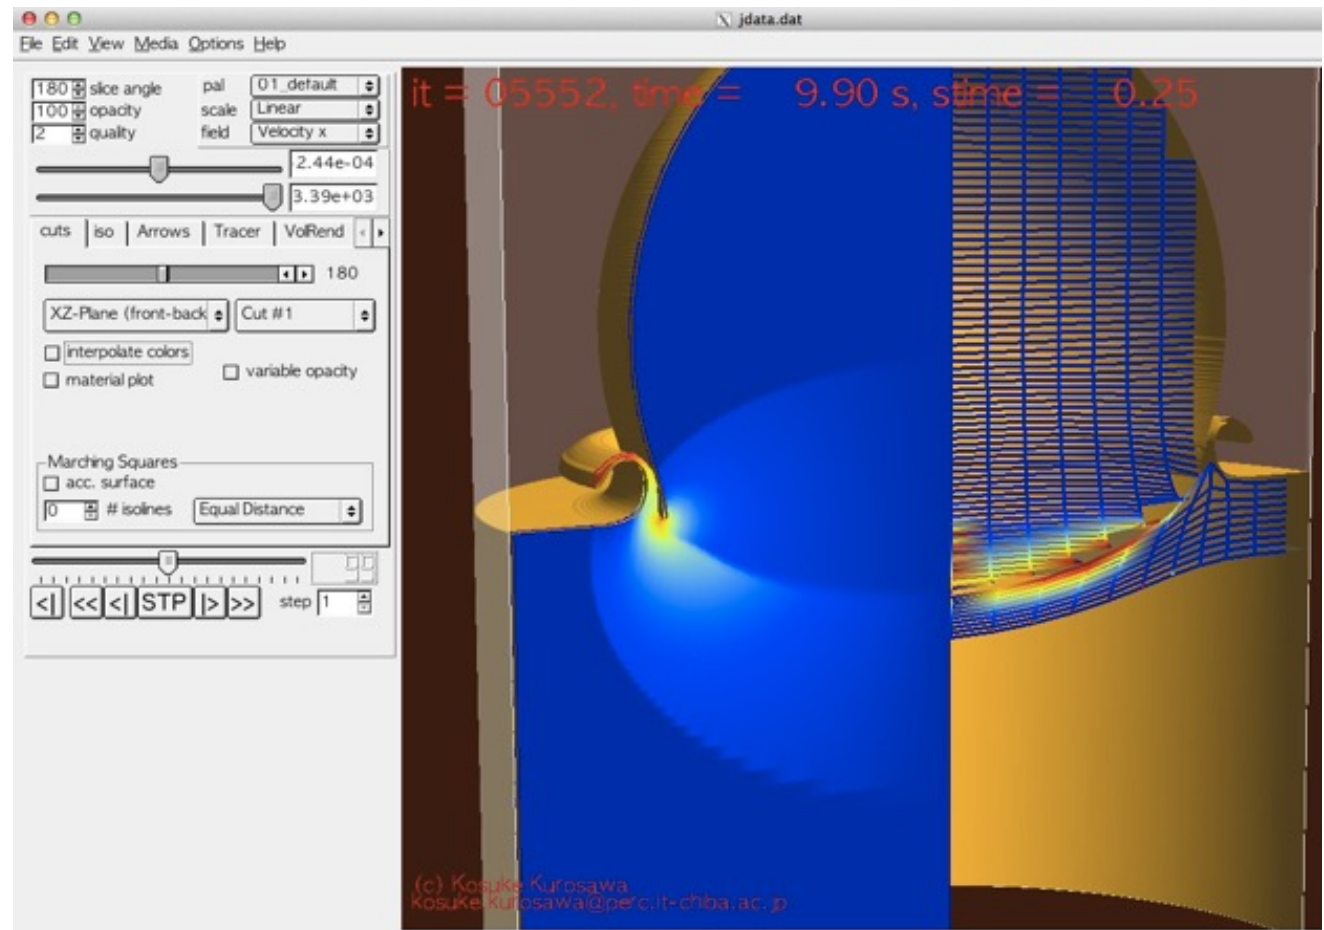 jdata.dat
File Edit View Media Options Help
180 slice angle pal 01_default
100 opacity scale Linear
2 quality field Velocity x
2.44e-04
3.39e+03
cuts iso Arrows Tracer VolRend
180
XZ-Plane (front-back Cut #1
interpolate colors
material plot variable opacity
Marching Squares
acc. surface
0 # isolines Equal Distance
<| << <| STP |> >> step 1
it = 05552, time = 9.90 s, stime = 0.25
(c) Kosuke Kurosawa
Kosuke.Kurosawa@perc.it-chiba.ac.jp